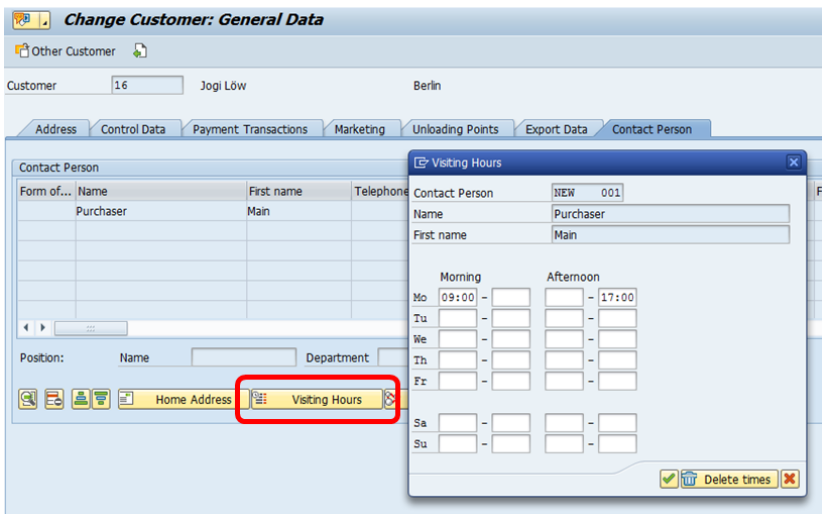 Change Customer: General Data
Other Customer
Customer 16 Jogi Löw Berlin
Address Control Data Payment Transactions Marketing Unloading Points Export Data Contact Person
Contact Person
Form of... Name First name Telephone F
Purchaser Main
Position: Name Department
Home Address Visiting Hours
Visiting Hours
Contact Person NEW 001
Name Purchaser
First name Main
Morning Afternoon
Mo 09:00 - - 17:00
Tu - -
We - -
Th - -
Fr - -
Sa - -
Su - -
Delete times